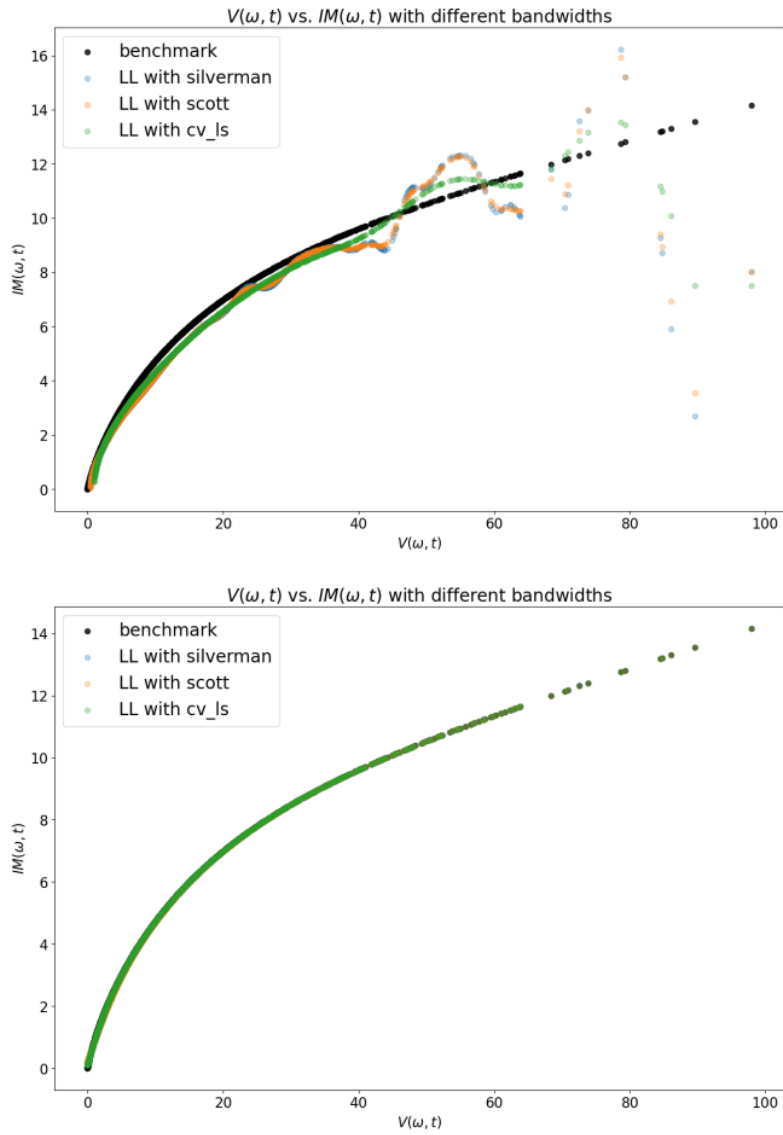 V(ω, t) vs. IM(ω, t) with different bandwidths
benchmark
LL with silverman
LL with scott
LL with cv_ls
16
14
12
10
8
6
4
2
0
IM(ω, t)
0 20 40 60 80 100
V(ω, t)
V(ω, t) vs. IM(ω, t) with different bandwidths
benchmark
LL with silverman
LL with scott
LL with cv_ls
14
12
10
8
6
4
2
0
IM(ω, t)
0 20 40 60 80 100
V(ω, t)